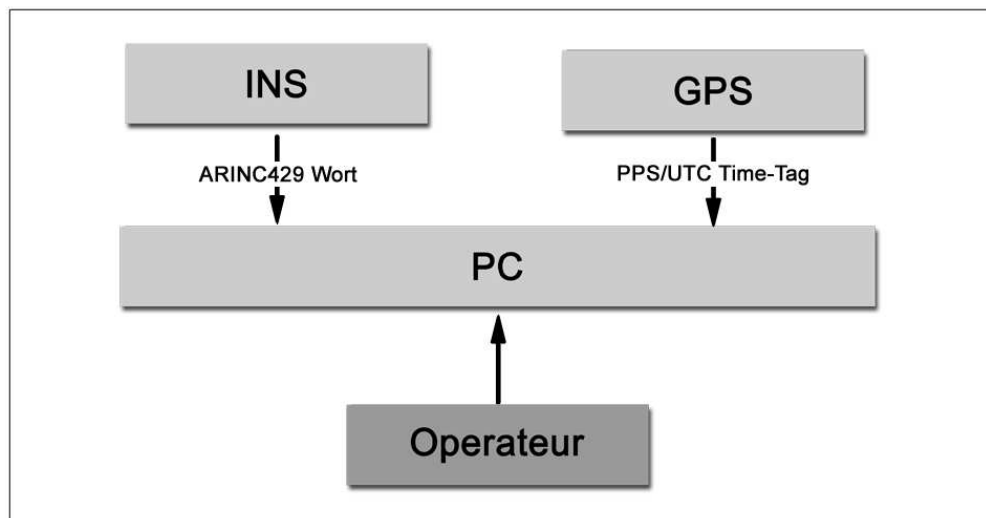 INS
GPS
ARINC429 Wort
PPS/UTC Time-Tag
PC
Operateur